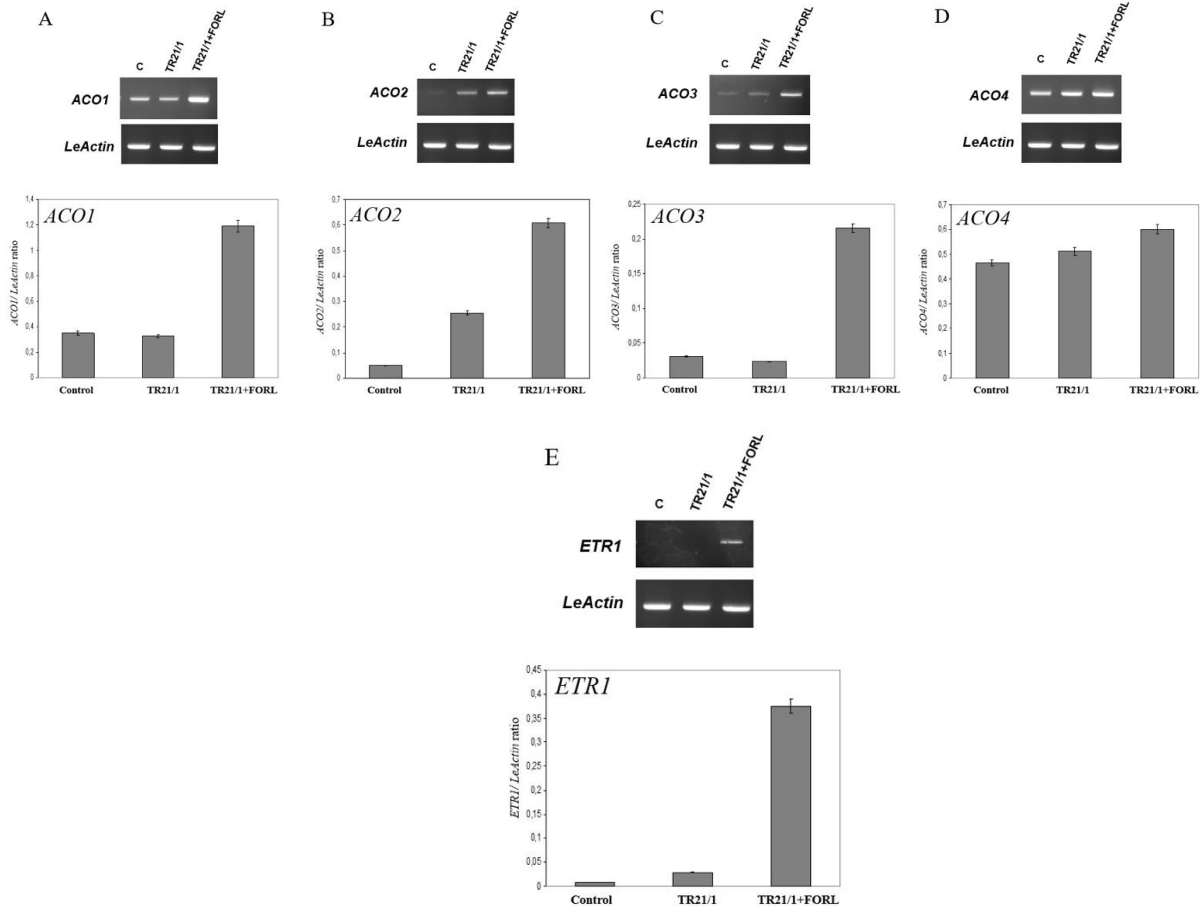 A
C TR21/1 TR21/1+FORL
ACO1
LeActin
1,4
1,2
1
0,8
0,6
0,4
0,2
0
ACO1/ LeActin ratio
ACO1
Control TR21/1 TR21/1+FORL
B
C TR21/1 TR21/1+FORL
ACO2
LeActin
0,7
0,6
0,5
0,4
0,3
0,2
0,1
0
ACO2/ LeActin ratio
ACO2
Control TR21/1 TR21/1+FORL
C
C TR21/1 TR21/1+FORL
ACO3
LeActin
0,25
0,2
0,15
0,1
0,05
0
ACO3/ LeActin ratio
ACO3
Control TR21/1 TR21/1+FORL
D
C TR21/1 TR21/1+FORL
ACO4
LeActin
0,7
0,6
0,5
0,4
0,3
0,2
0,1
0
ACO4/ LeActin ratio
ACO4
Control TR21/1 TR21/1+FORL
E
C TR21/1 TR21/1+FORL
ETR1
LeActin
0,45
0,4
0,35
0,3
0,25
0,2
0,15
0,1
0,05
0
ETR1/ LeActin ratio
ETR1
Control TR21/1 TR21/1+FORL